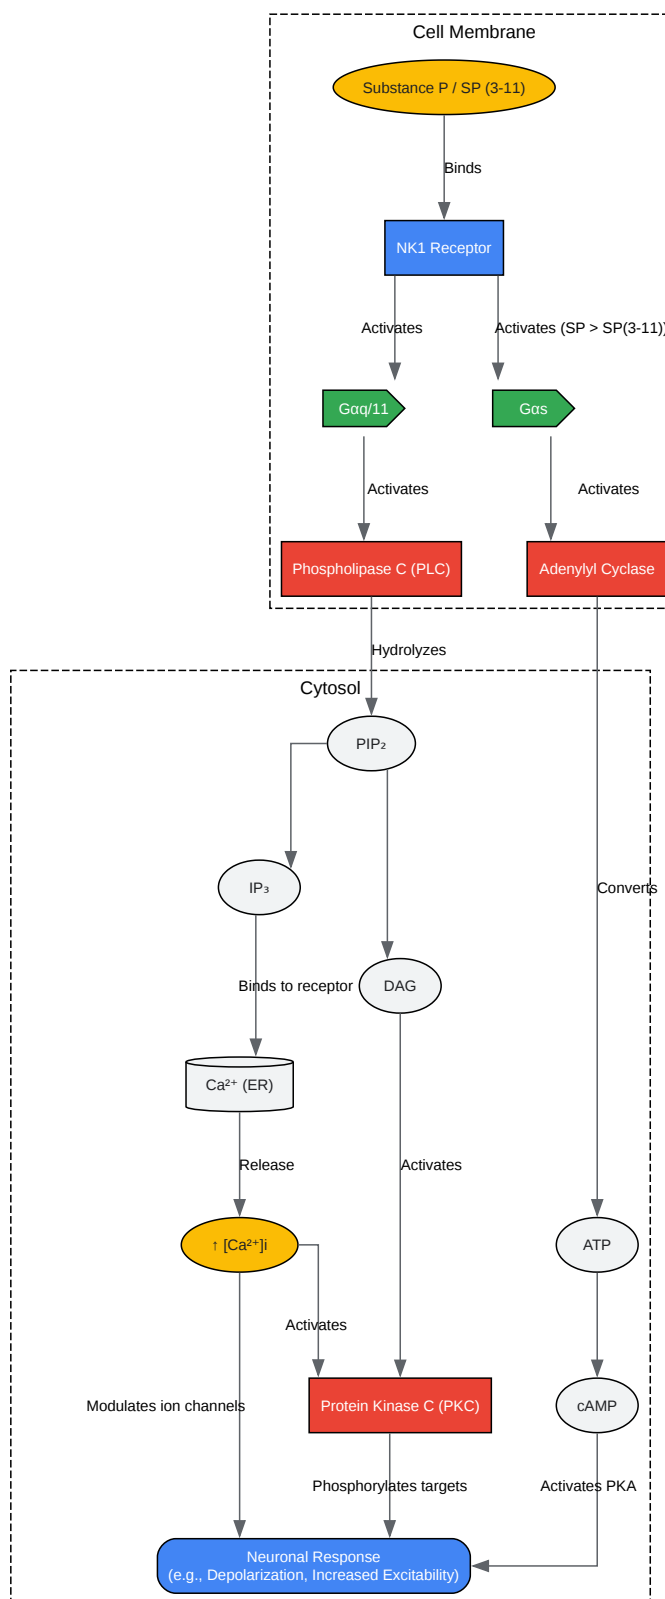 Cell Membrane
Substance P / SP (3-11)
Binds
NK1 Receptor
Activates
Activates (SP > SP(3-11))
Gαq/11
Gαs
Activates
Activates
Phospholipase C (PLC)
Adenylyl Cyclase
Hydrolyzes
Cytosol
PIP₂
IP₃
Converts
Binds to receptor
DAG
Ca²⁺ (ER)
Release
Activates
↑ [Ca²⁺]i
ATP
Activates
Modulates ion channels
Protein Kinase C (PKC)
cAMP
Phosphorylates targets
Activates PKA
Neuronal Response
(e.g., Depolarization, Increased Excitability)